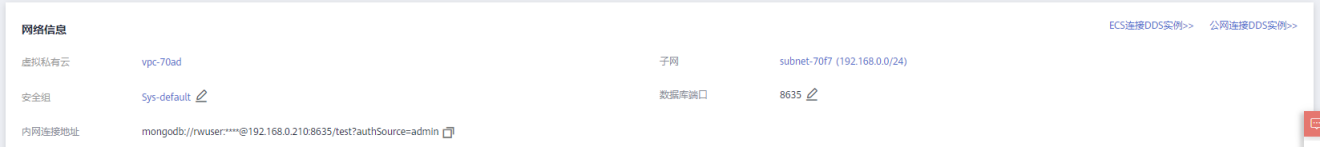 网络信息
ECS连接DDS实例>> 公网连接DDS实例>>
虚拟私有云 vpc-70ad 子网 subnet-70f7 (192.168.0.0/24)
安全组 Sys-default 数据库端口 8635
内网连接地址 mongodb://rwuser:****@192.168.0.210:8635/test?authSource=admin